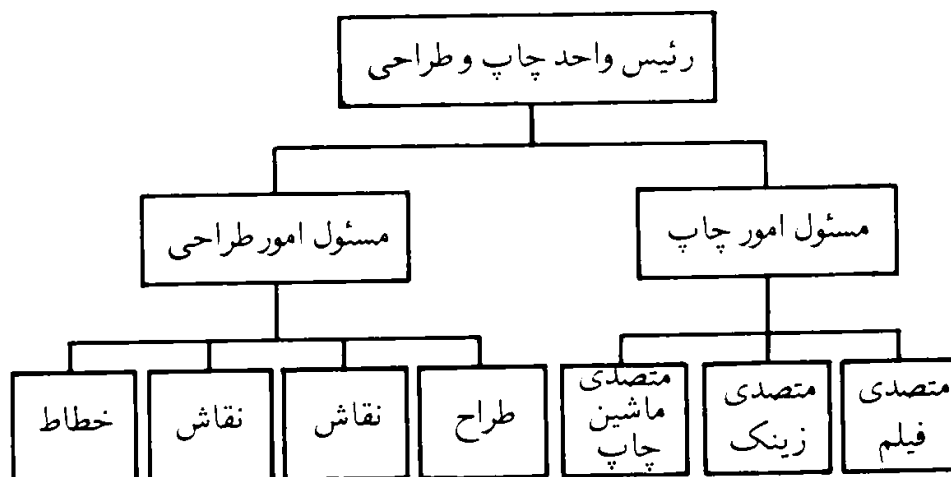 رئیس واحد چاپ و طراحی
مسئول امور چاپ
مسئول امور طراحی
متصدی
فیلم
متصدی
زینک
متصدی
ماشین
چاپ
طراح
نقاش
نقاش
خطاط